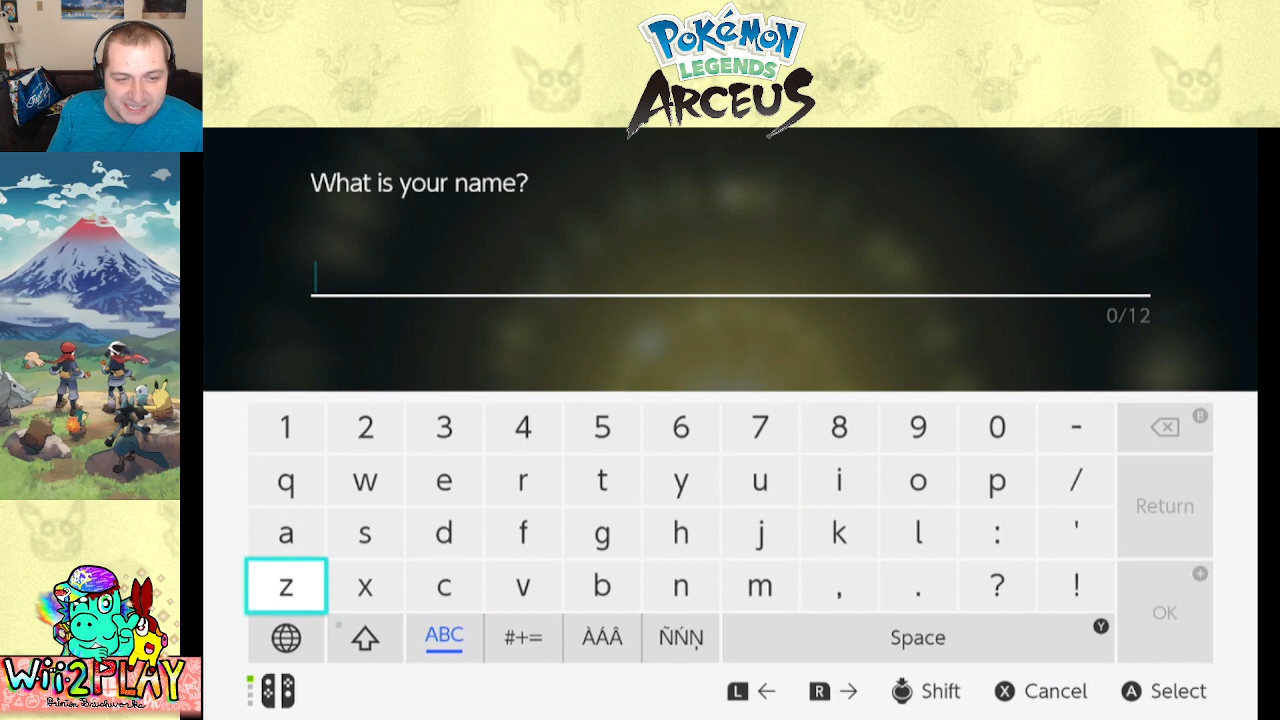 POKéMON
LEGENDS
ARCEUS
What is your name?
0/12
1 2 3 4 5 6 7 8 9 0 - B
q w e r t y u i o p / Return
a s d f g h j k l : '
z x c v b n m , . ? ! + OK
ABC #+= ÀÁÂ ÑŃŅ Space Y
L ← R → Shift X Cancel A Select
Wii2PLAY